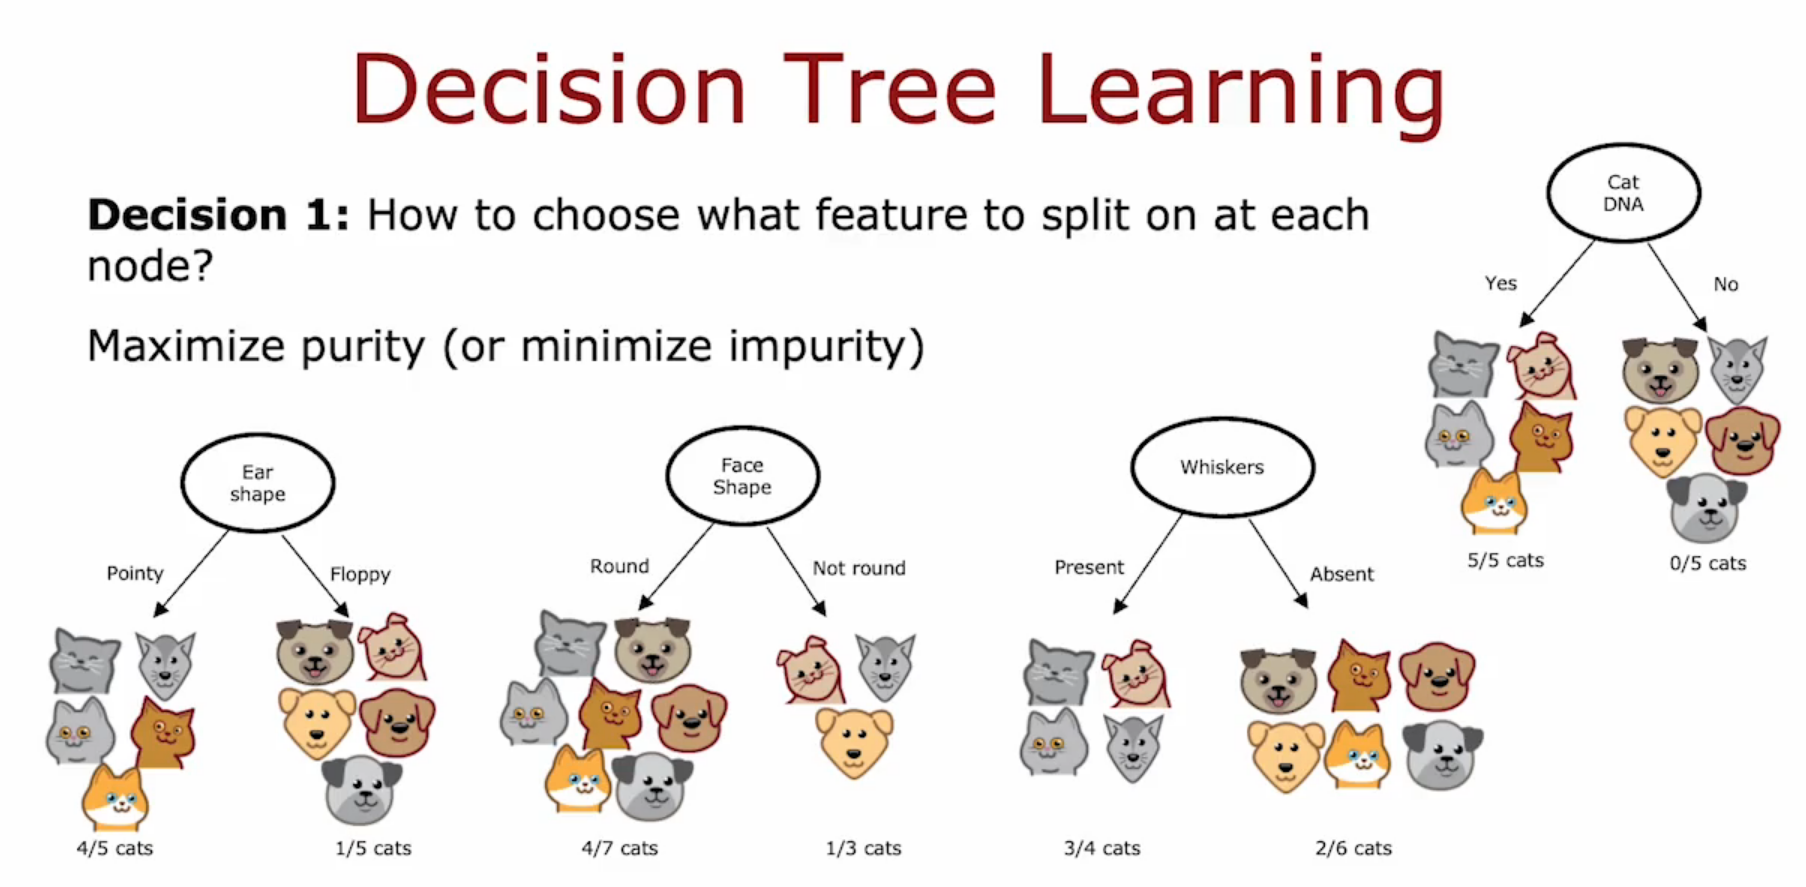 Decision Tree Learning
Decision 1: How to choose what feature to split on at each
node?
Maximize purity (or minimize impurity)
Cat
DNA
Yes
No
5/5 cats
0/5 cats
Ear
shape
Pointy
Floppy
4/5 cats
1/5 cats
Face
Shape
Round
Not round
4/7 cats
1/3 cats
Whiskers
Present
Absent
3/4 cats
2/6 cats